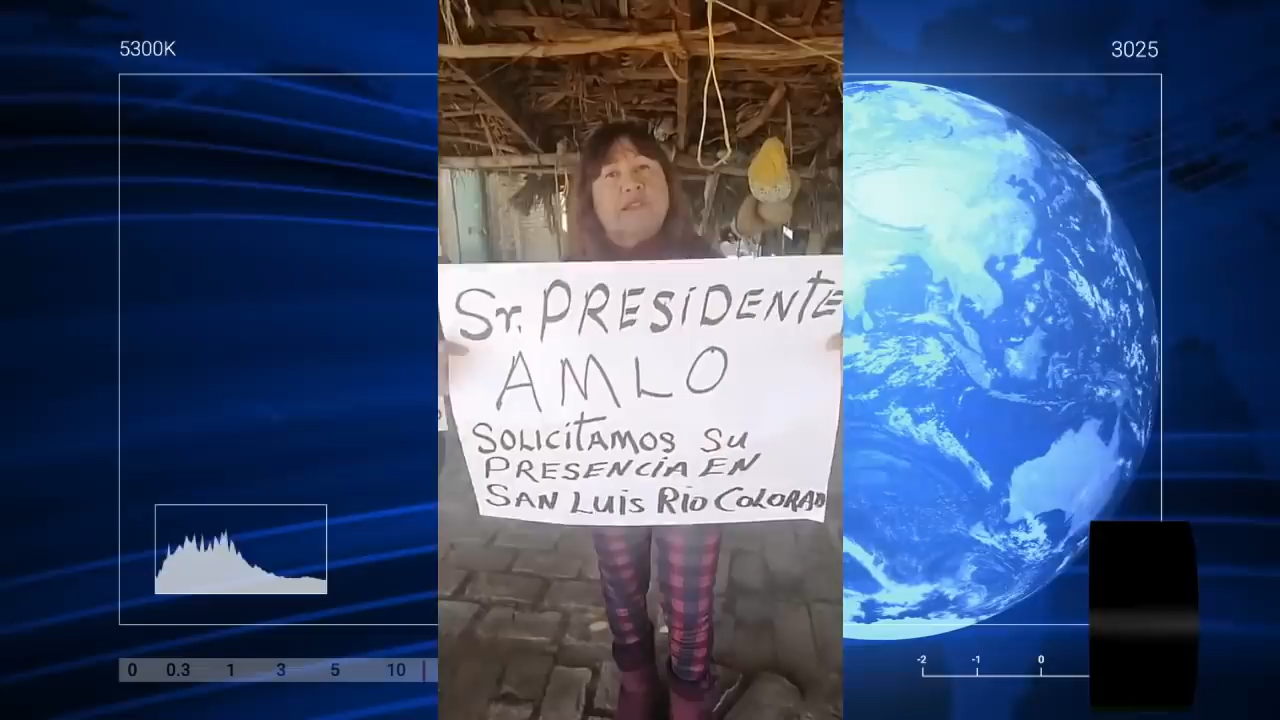 5300K
3025
Sr. PRESIDENTE
AMLO
SOLICITAMOS SU
PRESENCIA EN
SAN LUIS RIO COLORADO
0 0.3 1 3 5 10
-2 -1 0